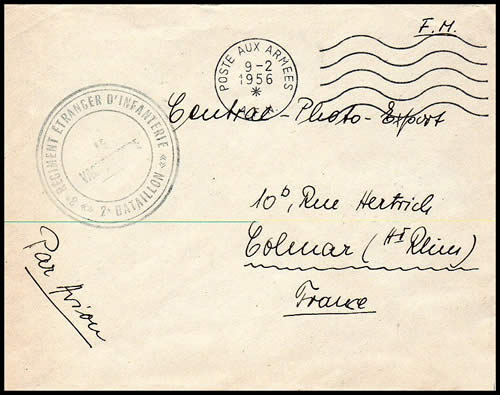 F.M.
POSTE AUX ARMEES
9-2
1956
*
REGIMENT ETRANGER D'INFANTERIE
2e BATAILLON
Central-Photo-Export
10b, Rue Hertrich
Colmar (Ht Rhin)
France
Par Avion